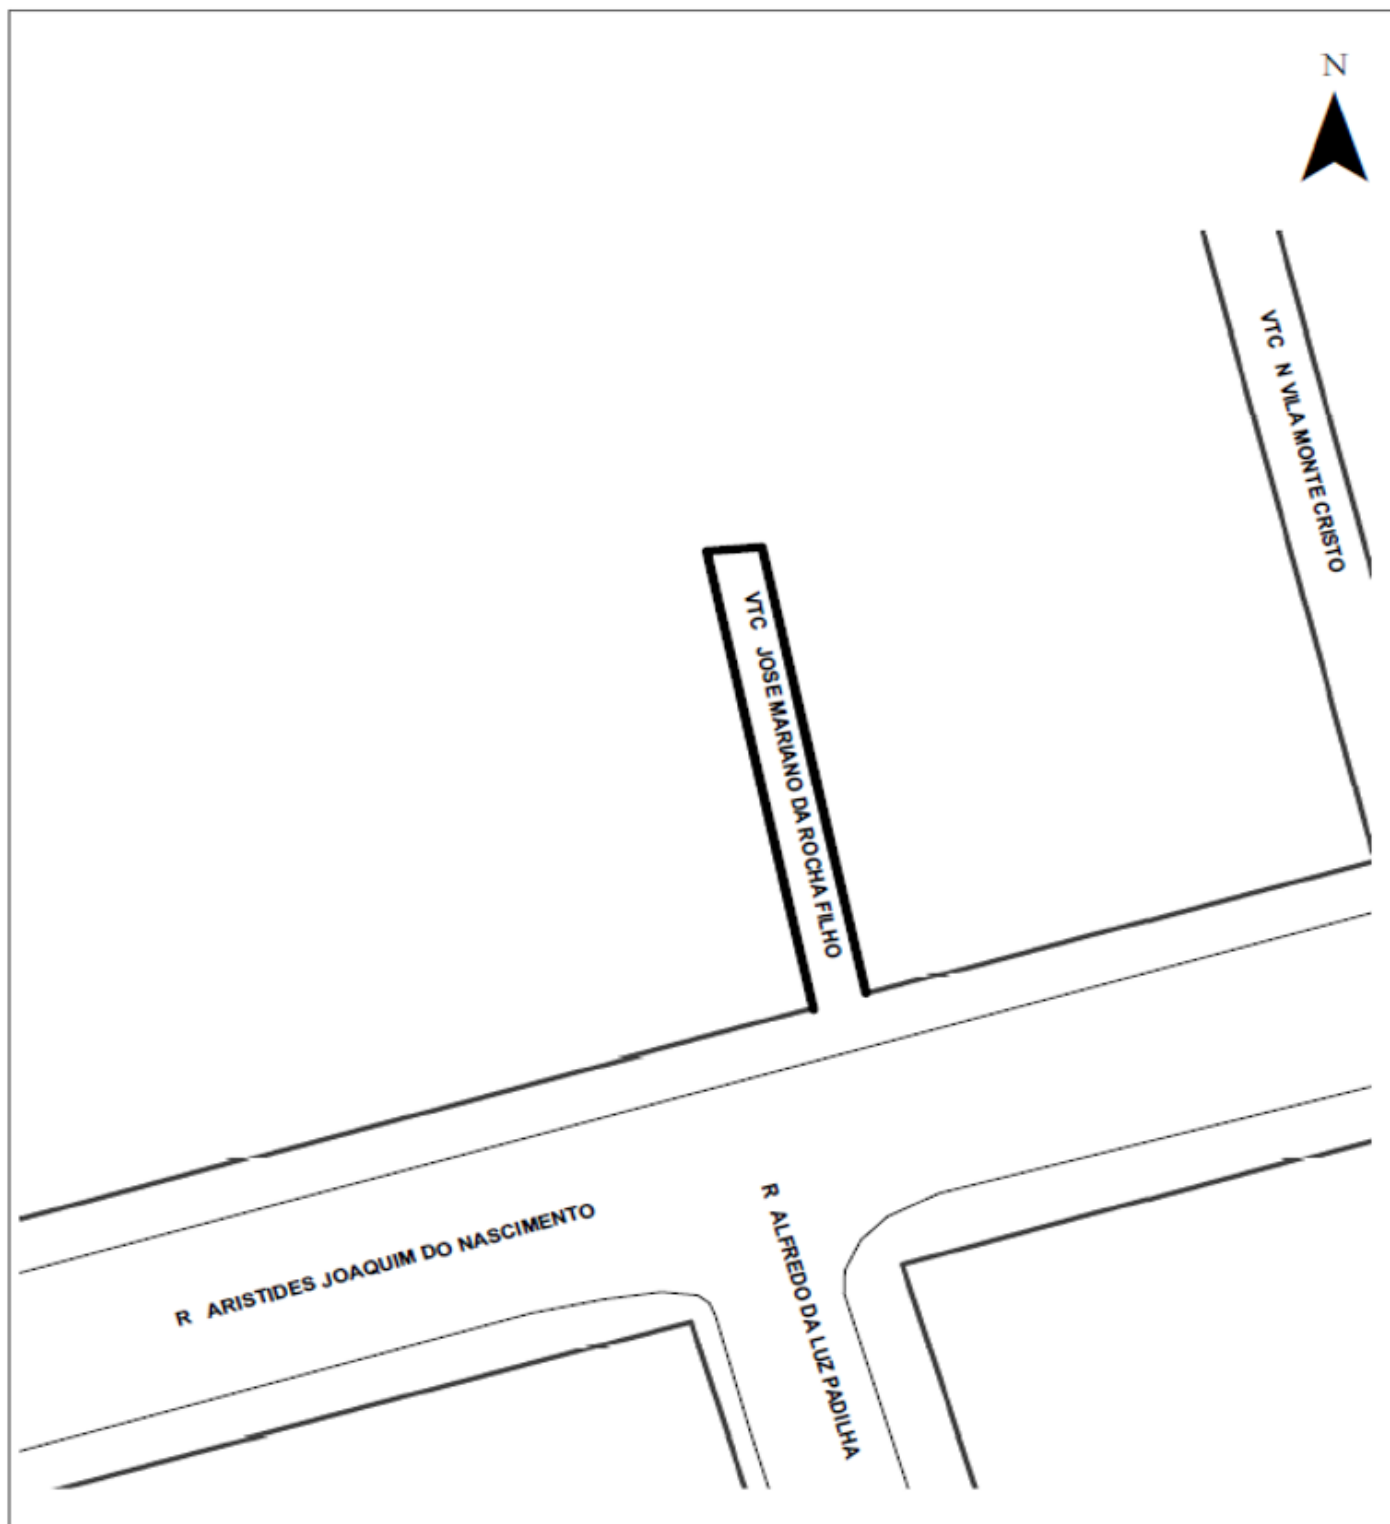 N
VTC N VILA MONTE CRISTO
VTC JOSE MARIANO DA ROCHA FILHO
R ARISTIDES JOAQUIM DO NASCIMENTO
R ALFREDO DA LUZ PADILHA